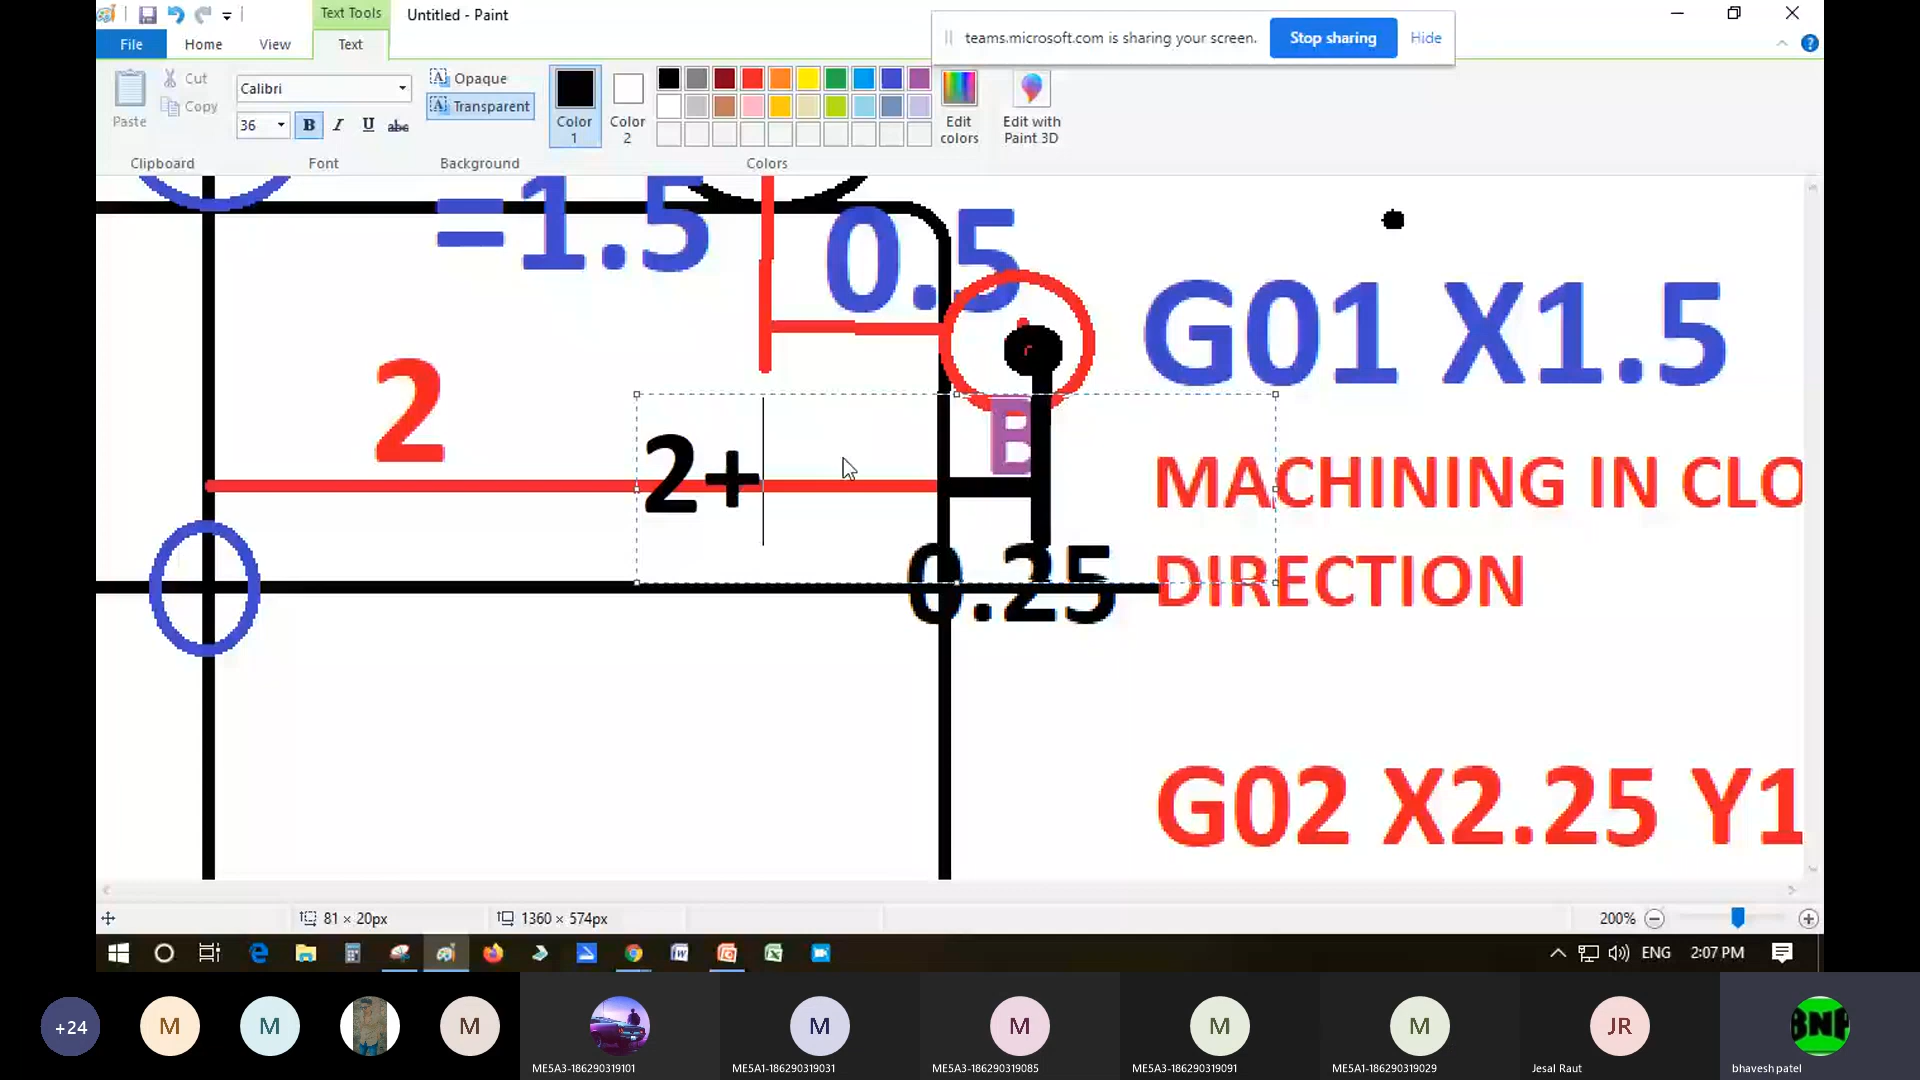 Text Tools
Untitled - Paint
teams.microsoft.com is sharing your screen.
Stop sharing
Hide
File
Home
View
Text
Paste
Cut
Copy
Clipboard
Calibri
36
B
I
U
abc
Font
Opaque
Transparent
Background
Color 1
Color 2
Colors
Edit colors
Edit with Paint 3D
=1.5
0.5
G01 X1.5
2
r
B
2+
MACHINING IN CLO
0.25
DIRECTION
G02 X2.25 Y1
81 × 20px
1360 × 574px
200%
ENG
2:07 PM
+24
M
M
M
ME5A3-186290319101
M
ME5A1-186290319031
M
ME5A3-186290319085
M
ME5A3-186290319091
M
ME5A1-186290319029
JR
Jesal Raut
BNP
bhavesh patel